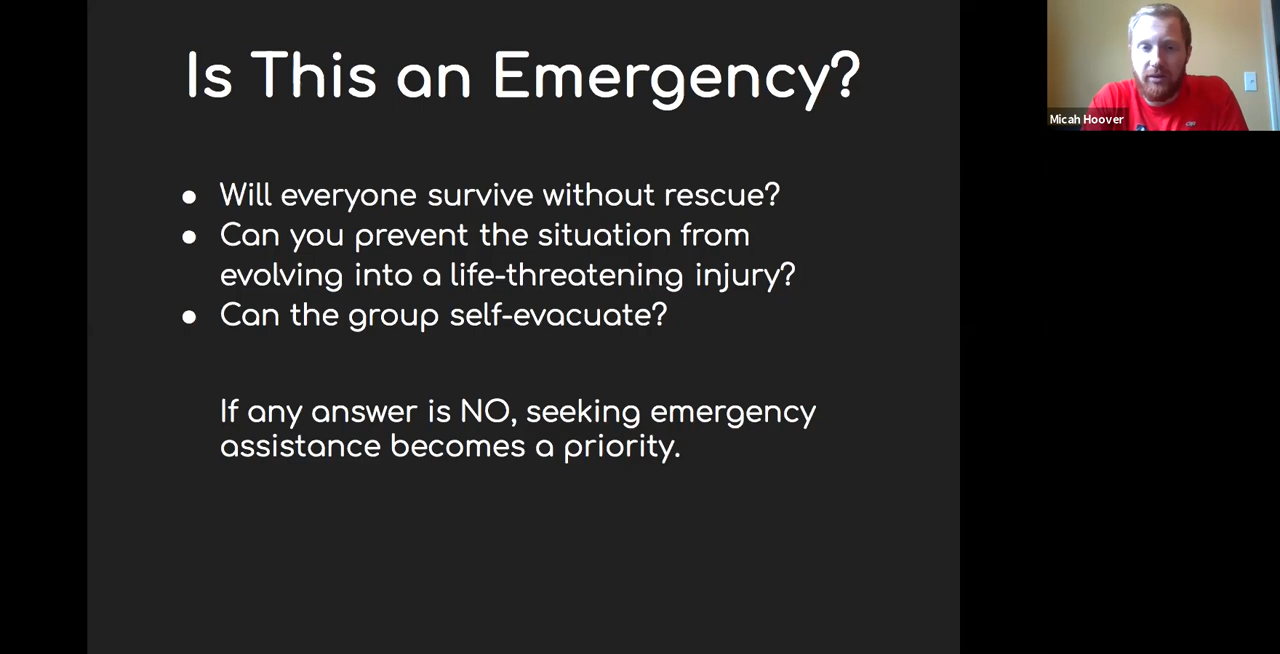 Is This an Emergency?
Micah Hoover
● Will everyone survive without rescue?
● Can you prevent the situation from
evolving into a life-threatening injury?
● Can the group self-evacuate?
If any answer is NO, seeking emergency
assistance becomes a priority.